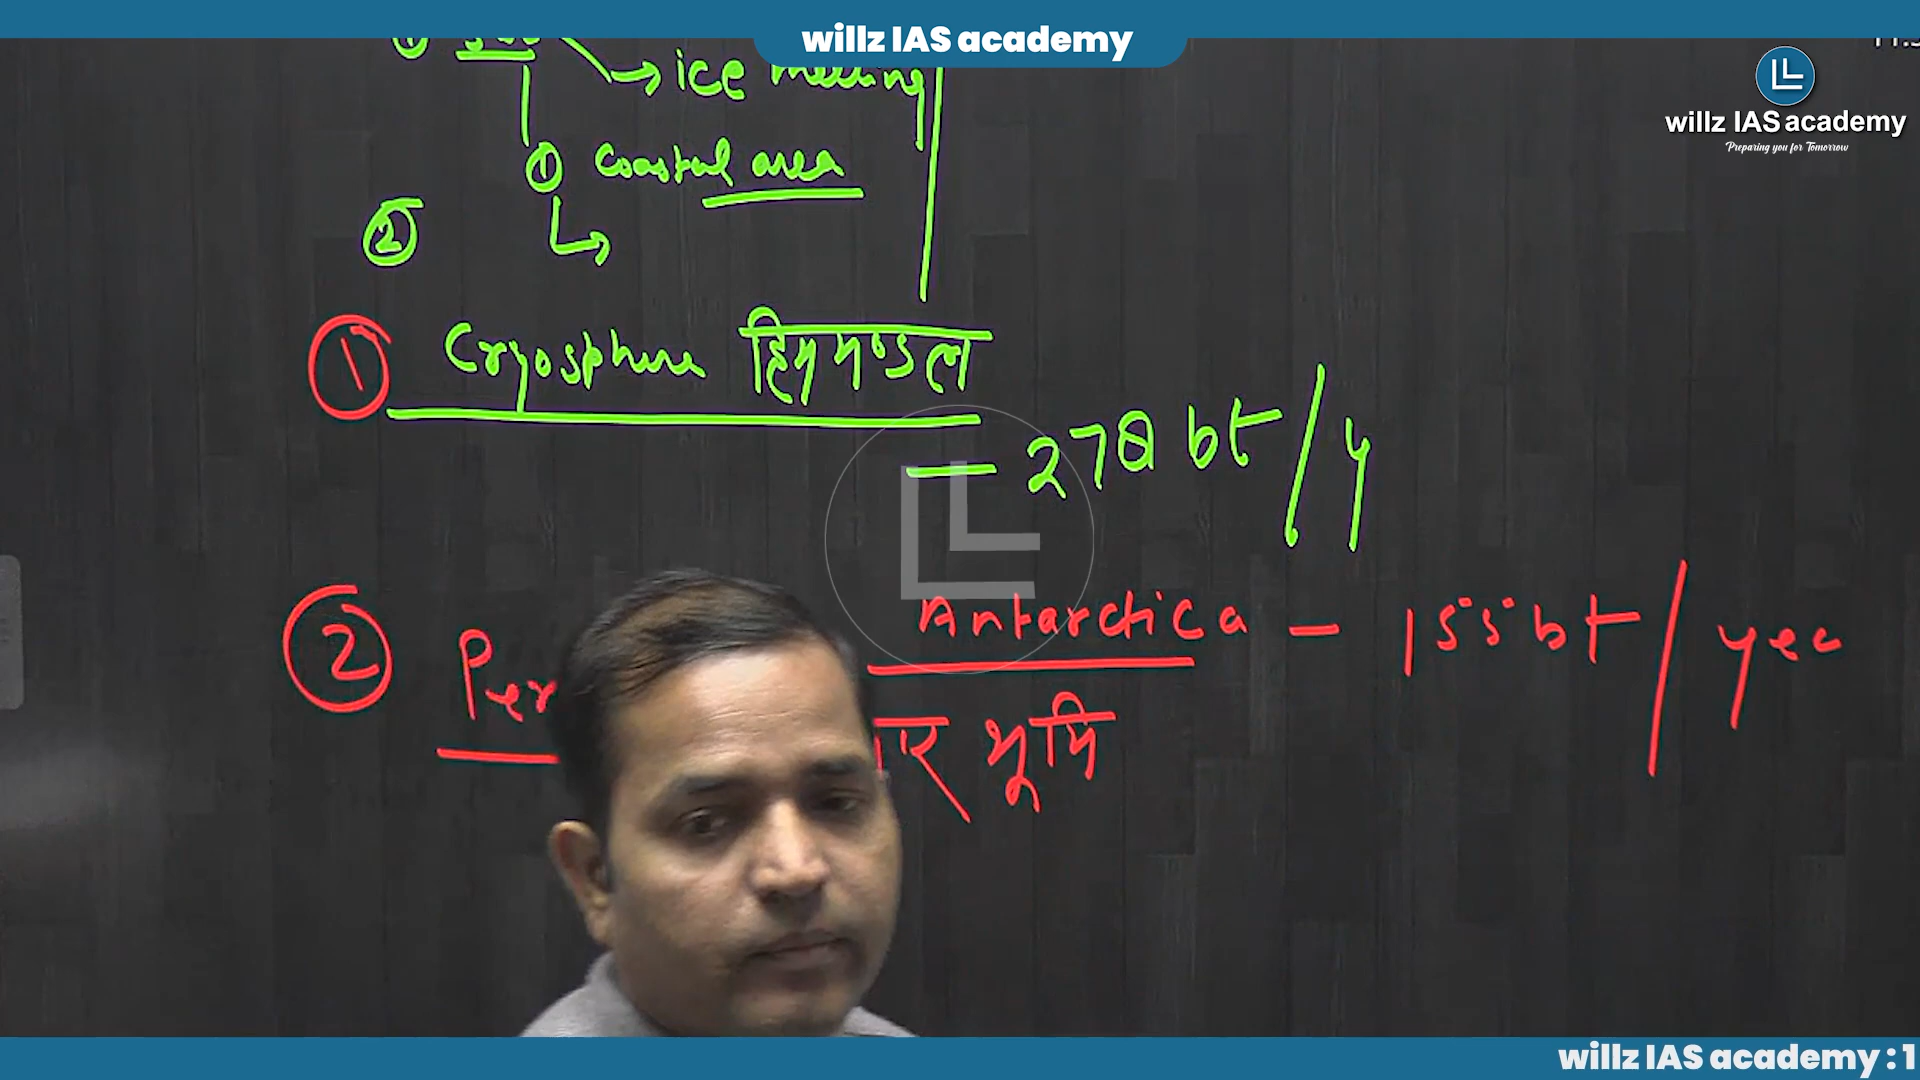 willz IAS academy
willz IAS academy
Preparing you for Tomorrow
→ ice melting
① coastal area
②
① Cryosphere हिममण्डल
278 bt/y
② Antarctica - 155 bt/yea
भूमि
willz IAS academy : 1